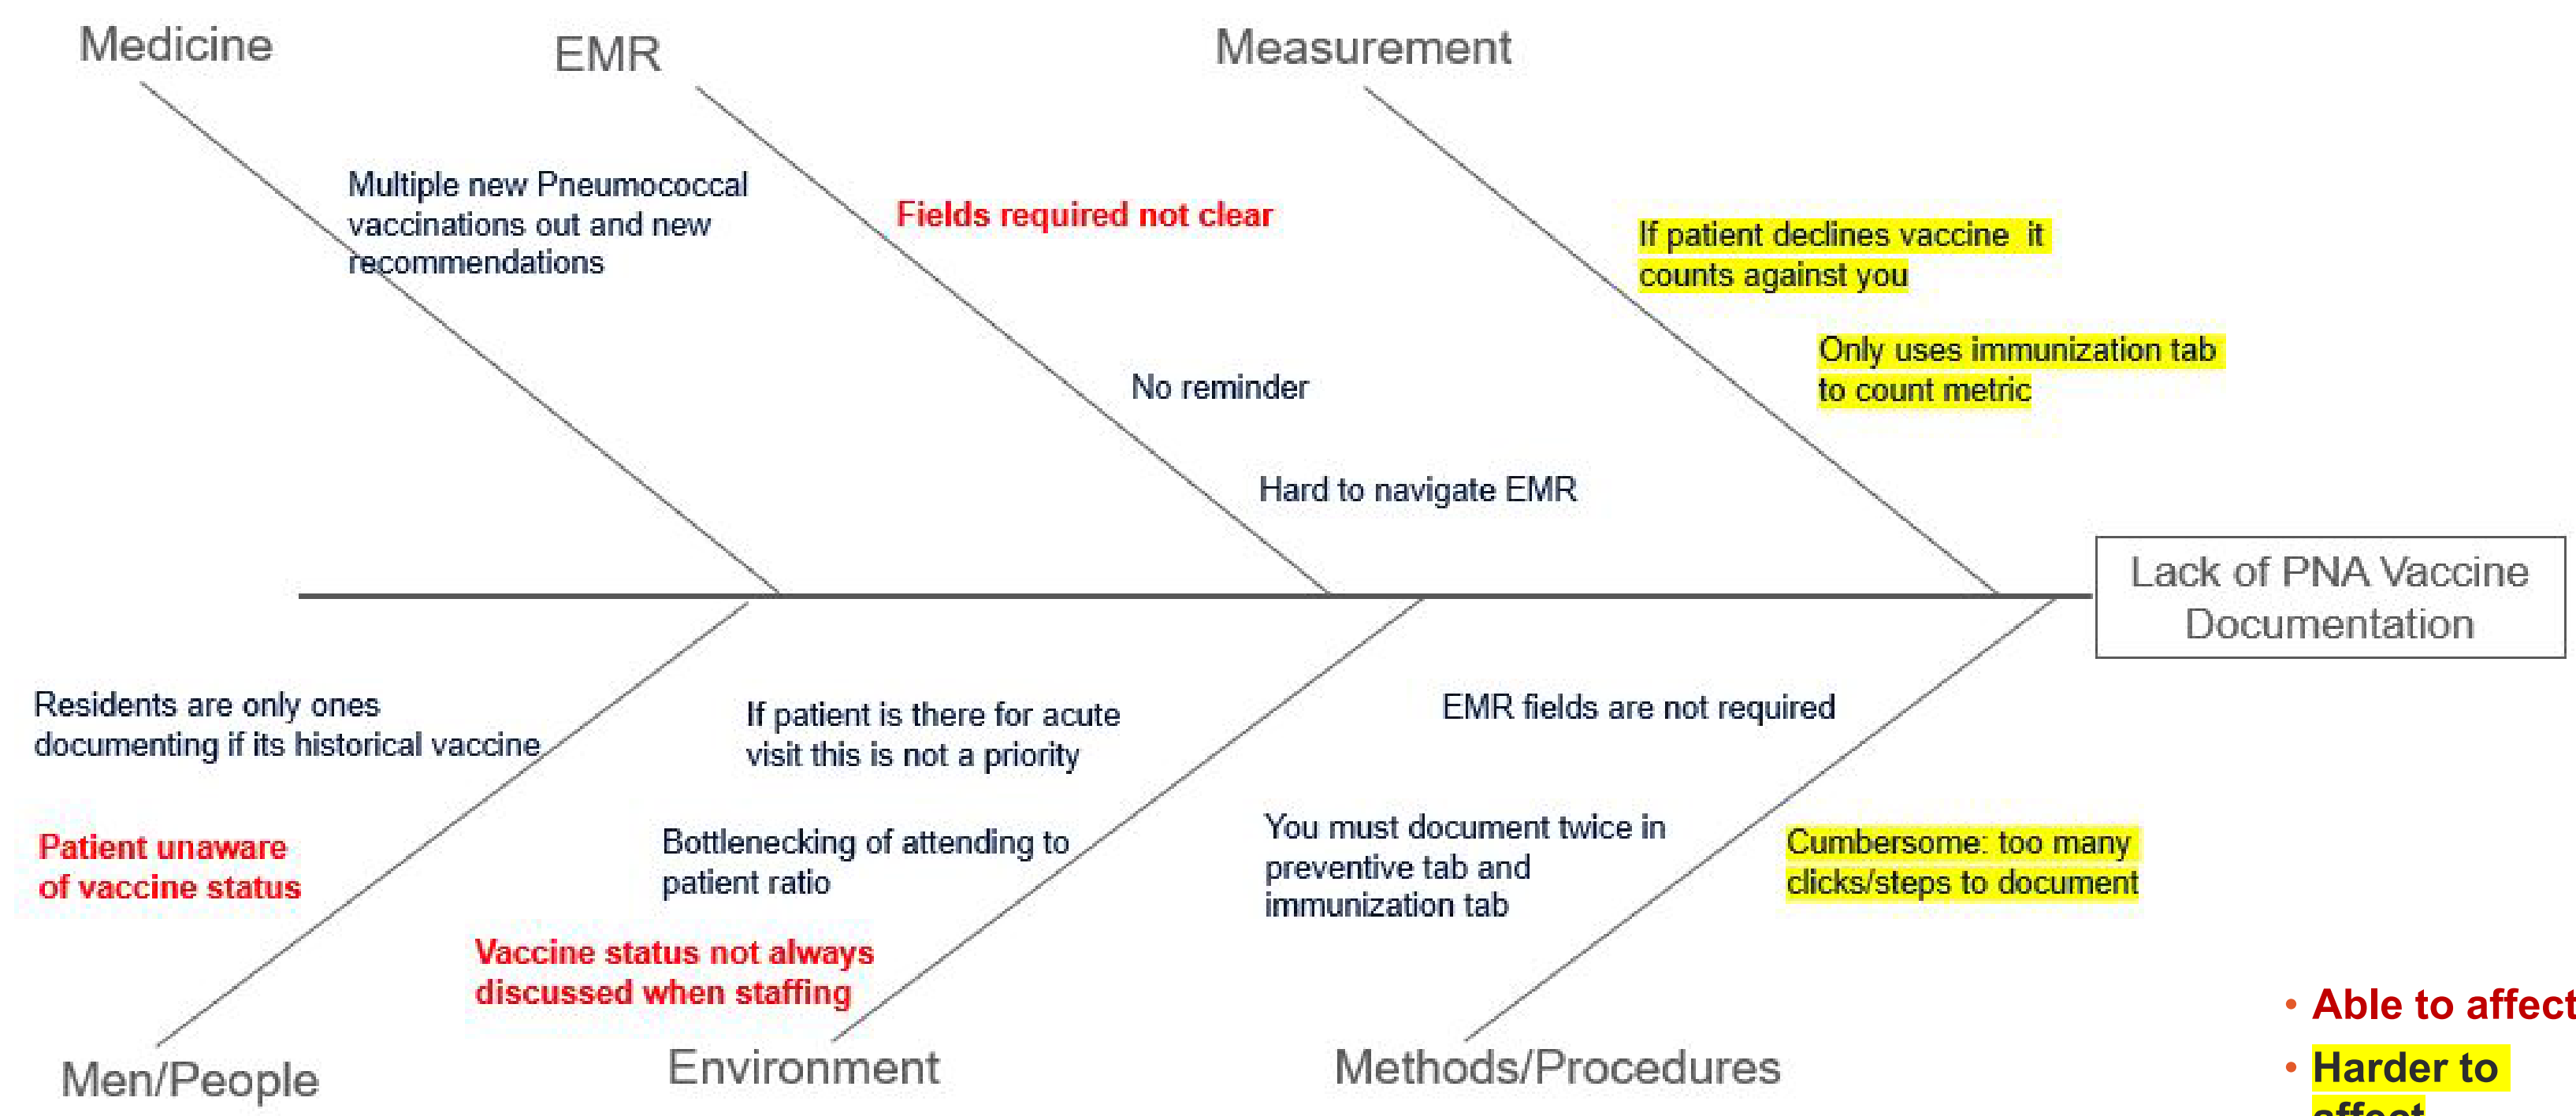 Medicine
EMR
Measurement
Multiple new Pneumococcal
vaccinations out and new
recommendations
Fields required not clear
No reminder
Hard to navigate EMR
If patient declines vaccine it
counts against you
Only uses immunization tab
to count metric
Lack of PNA Vaccine
Documentation
Residents are only ones
documenting if its historical vaccine
Patient unaware
of vaccine status
If patient is there for acute
visit this is not a priority
Bottlenecking of attending to
patient ratio
Vaccine status not always
discussed when staffing
EMR fields are not required
You must document twice in
preventive tab and
immunization tab
Cumbersome: too many
clicks/steps to document
Men/People
Environment
Methods/Procedures
• Able to affect
• Harder to
affect